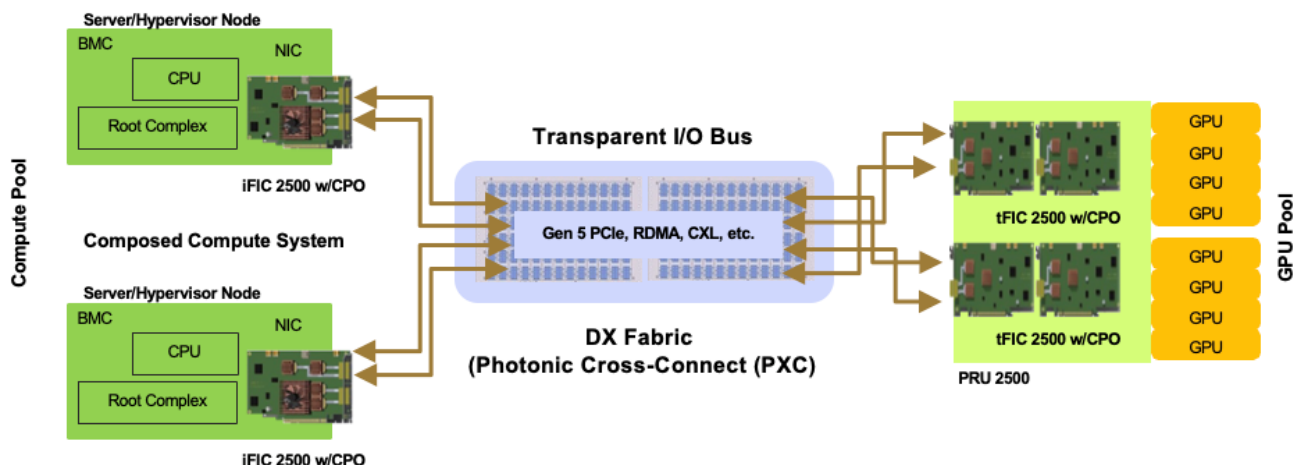 Compute Pool
Server/Hypervisor Node
BMC
NIC
CPU
Root Complex
iFIC 2500 w/CPO
Composed Compute System
Server/Hypervisor Node
BMC
NIC
CPU
Root Complex
iFIC 2500 w/CPO
Transparent I/O Bus
Gen 5 PCIe, RDMA, CXL, etc.
DX Fabric
(Photonic Cross-Connect (PXC)
tFIC 2500 w/CPO
tFIC 2500 w/CPO
PRU 2500
GPU
GPU
GPU
GPU
GPU
GPU
GPU
GPU
GPU Pool